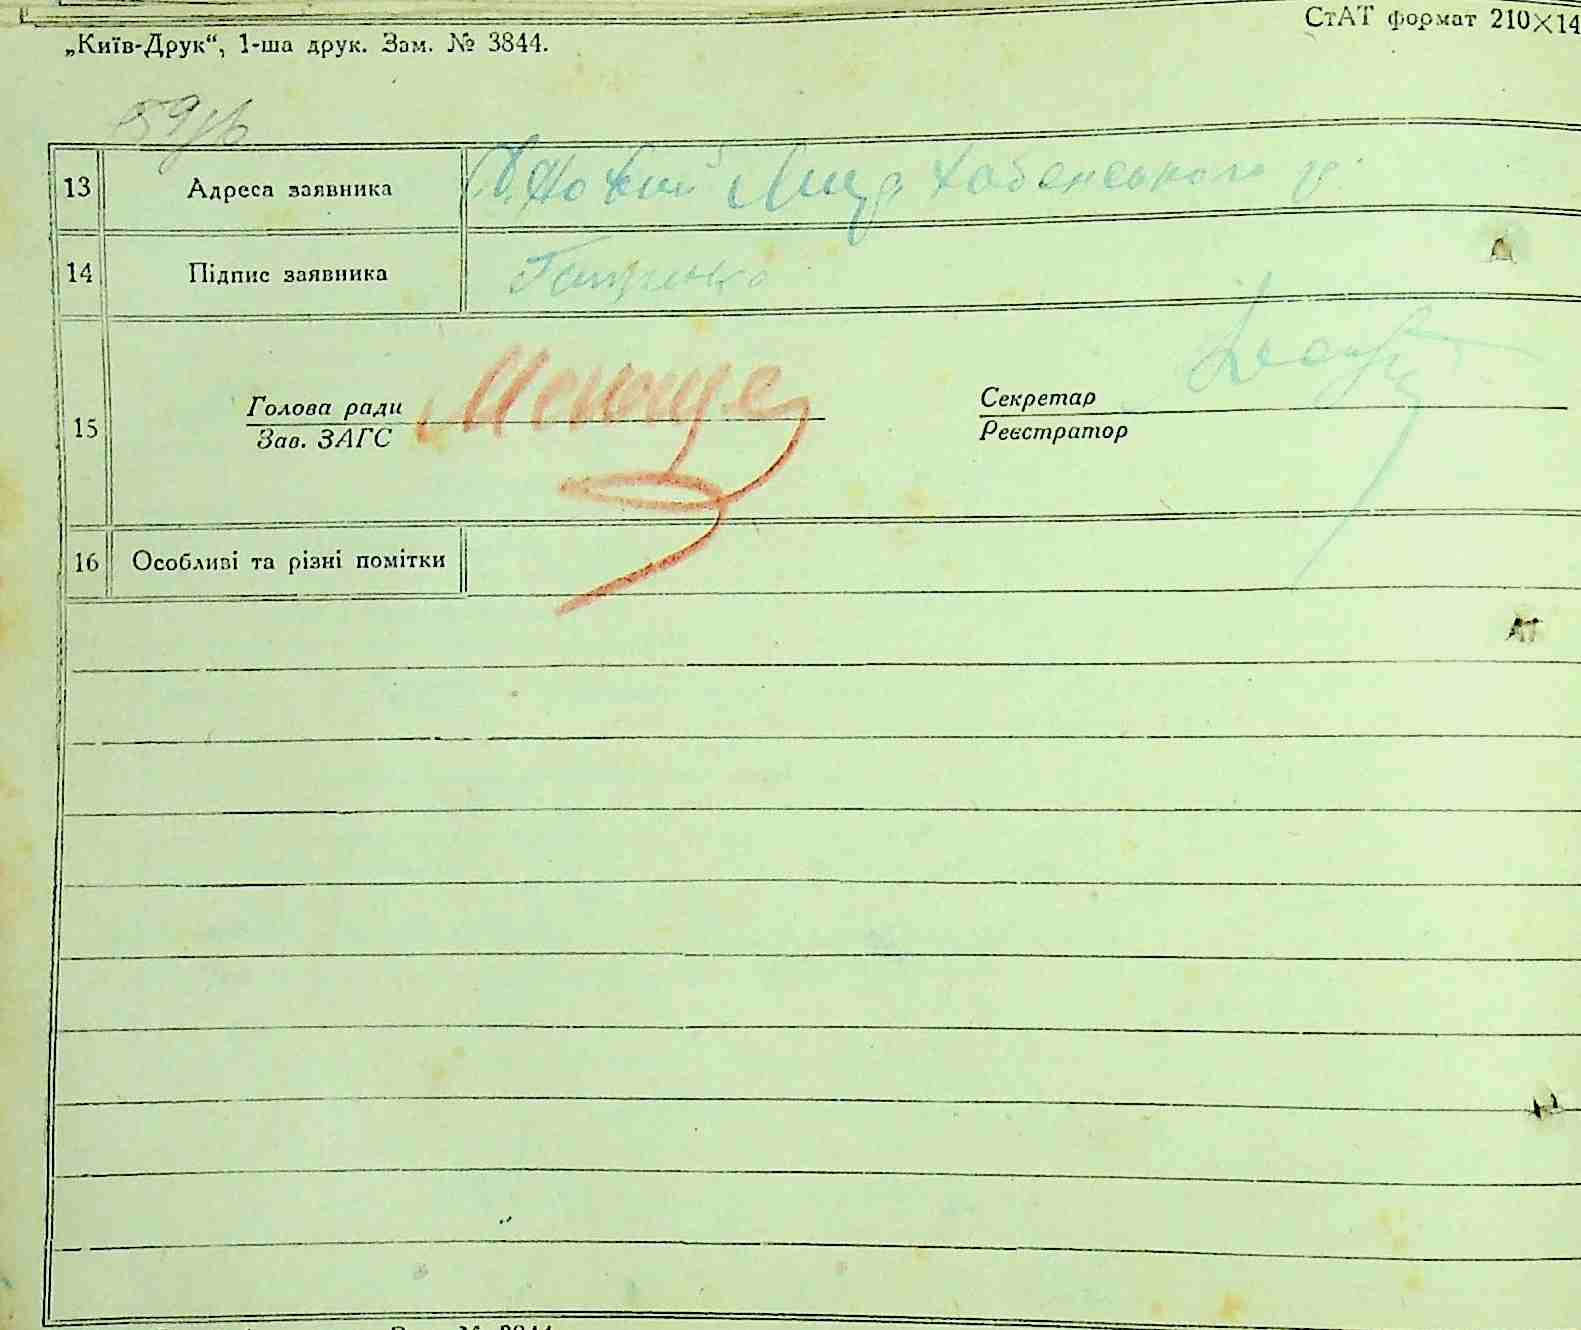 СтАТ формат 210×14
„Київ-Друк“, 1-ша друк. Зам. № 3844.
13 Адреса заявника Хабенського р.
14 Підпис заявника
Голова ради
Секретар
15
Зав. ЗАГС
Реєстратор
16 Особливі та різні помітки